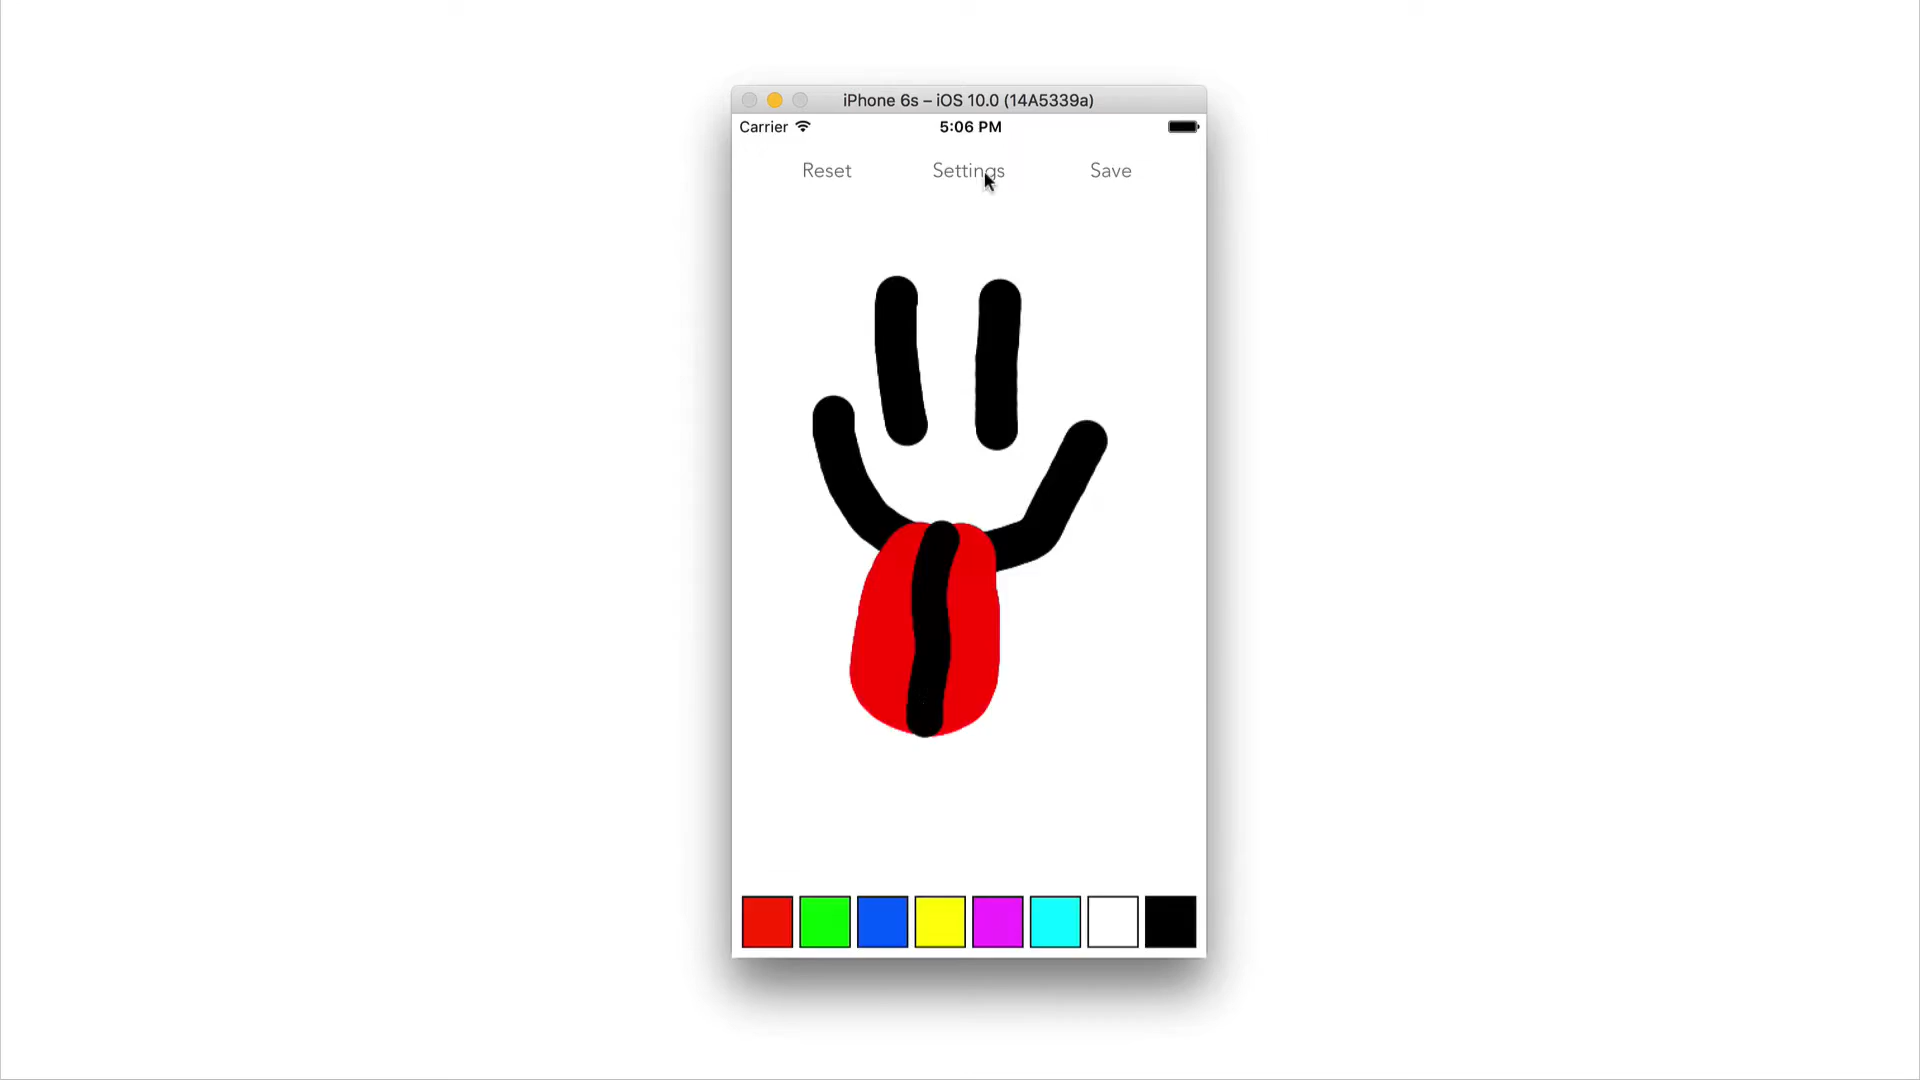 iPhone 6s – iOS 10.0 (14A5339a)
Carrier 5:06 PM
Reset Settings Save